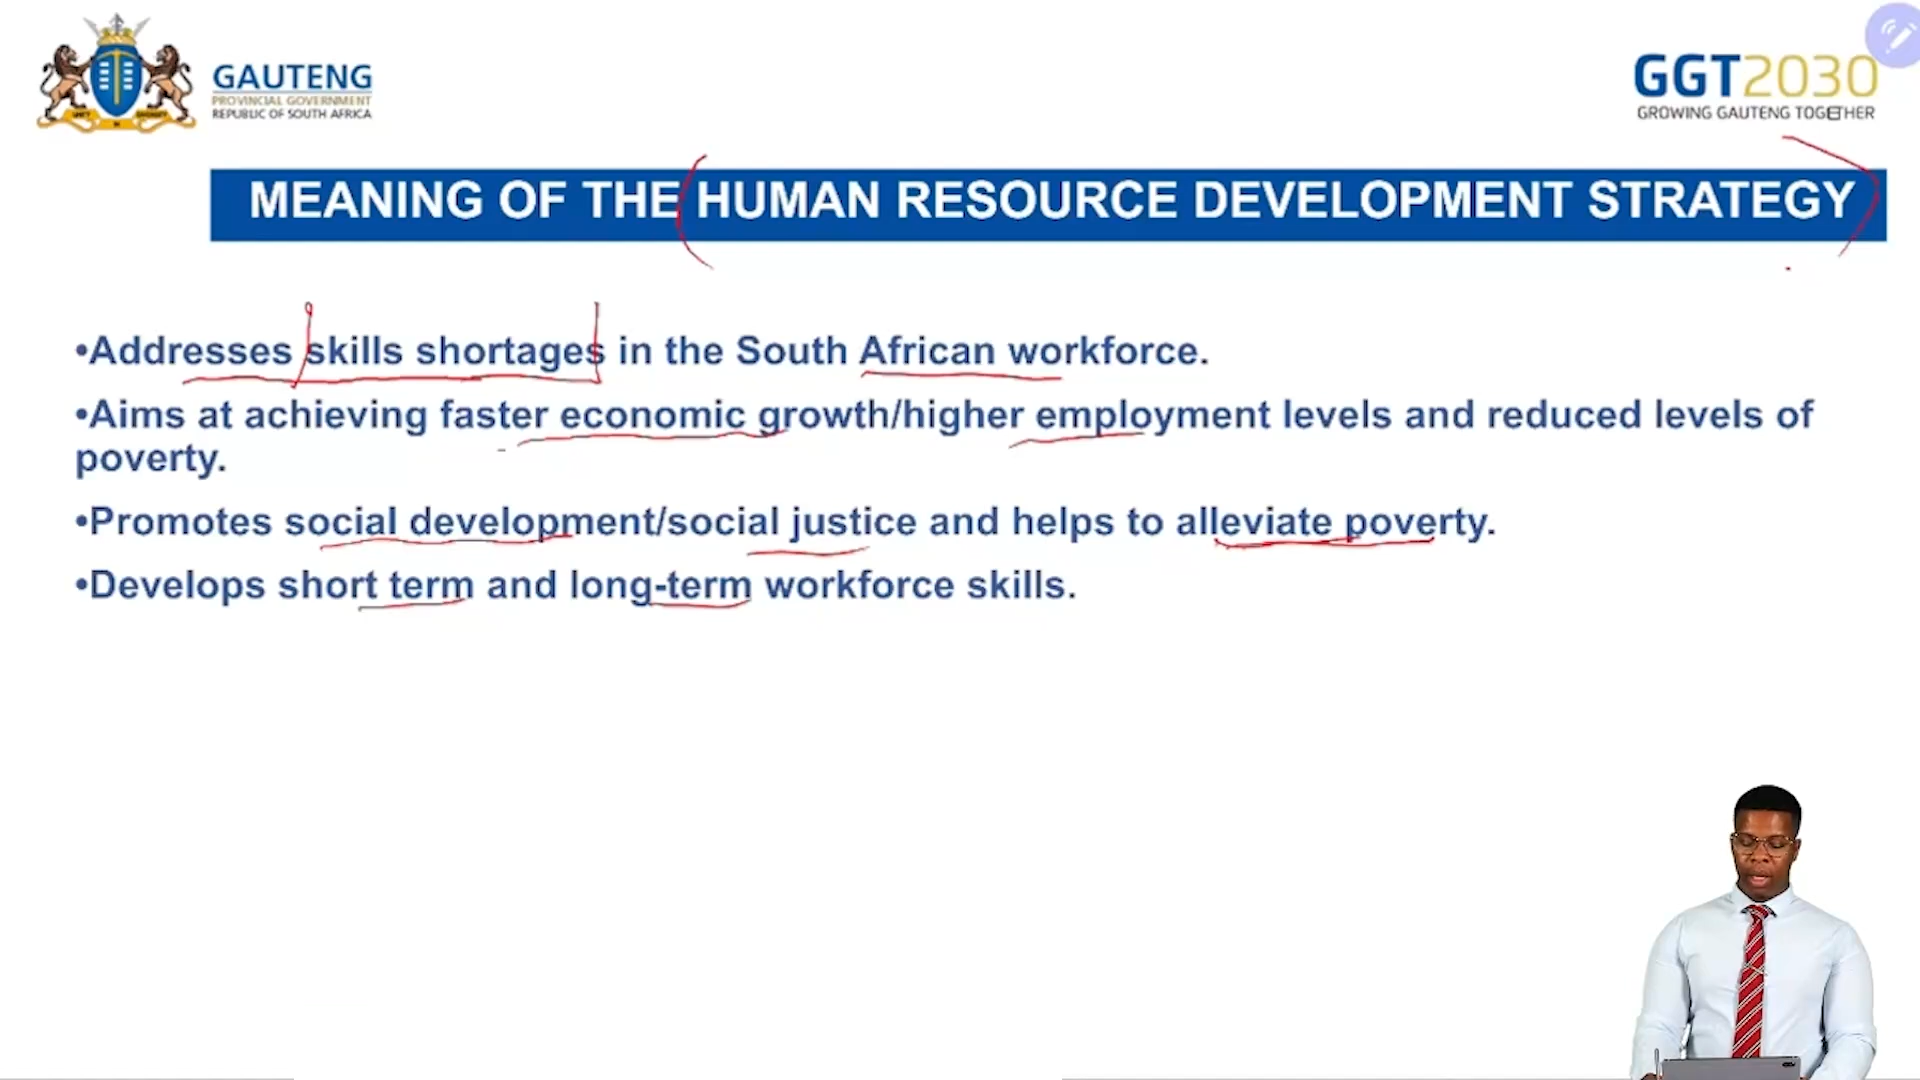 GAUTENG
PROVINCIAL GOVERNMENT
REPUBLIC OF SOUTH AFRICA
GGT2030
GROWING GAUTENG TOGETHER
MEANING OF THE HUMAN RESOURCE DEVELOPMENT STRATEGY
•Addresses skills shortages in the South African workforce.
•Aims at achieving faster economic growth/higher employment levels and reduced levels of
poverty.
•Promotes social development/social justice and helps to alleviate poverty.
•Develops short term and long-term workforce skills.